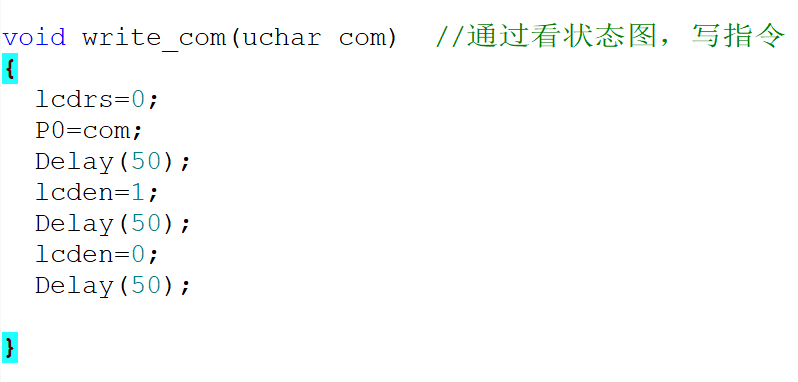 void write_com(uchar com)  //通过看状态图，写指令
{
  lcdrs=0;
  P0=com;
  Delay(50);
  lcden=1;
  Delay(50);
  lcden=0;
  Delay(50);
}